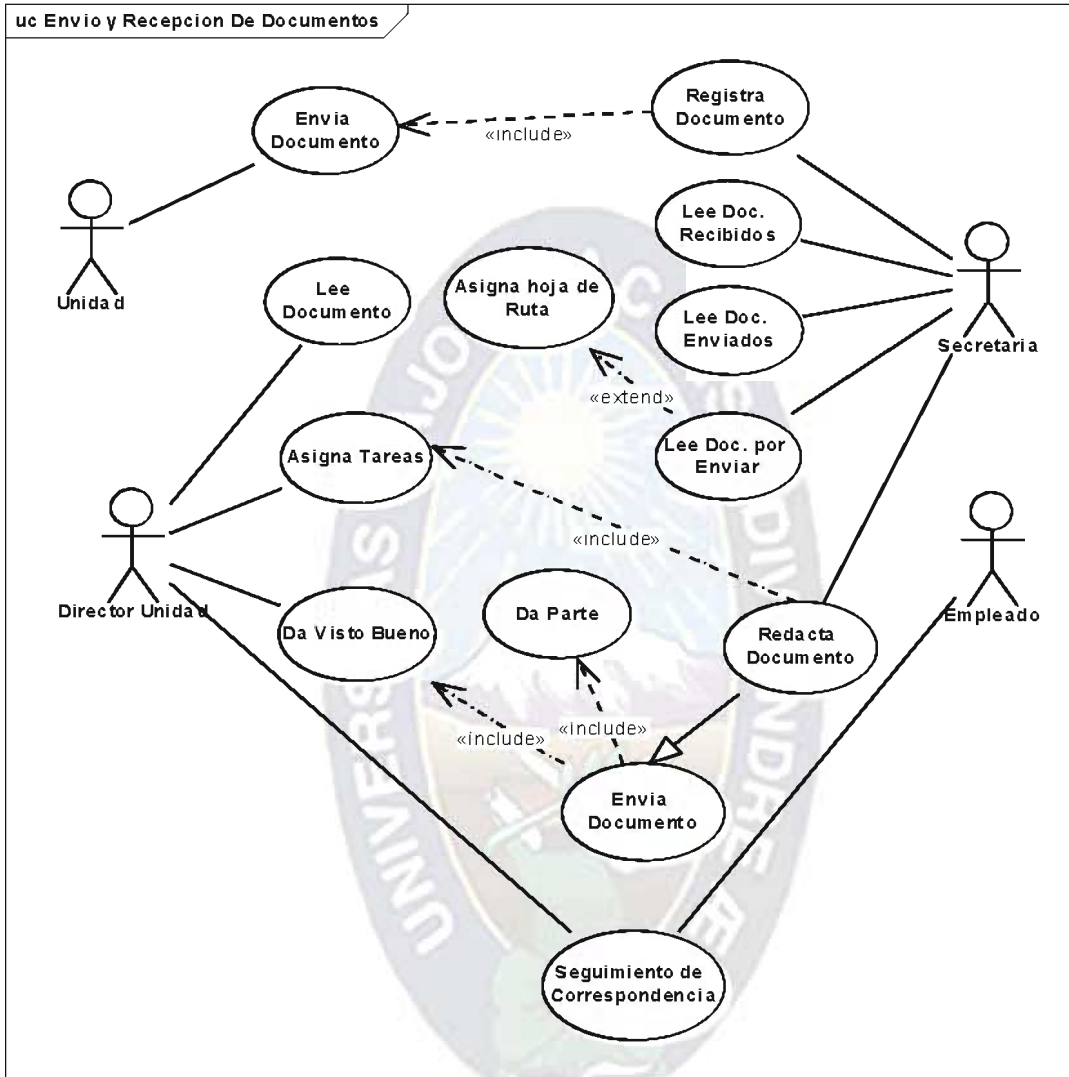 uc Envio y Recepcion De Documentos
Envia
Documento
«include»
Registra
Documento
Unidad
Lee Doc.
Recibidos
Lee
Documento
Asigna hoja de
Ruta
Lee Doc.
Enviados
Secretaria
«extend»
Lee Doc. por
Enviar
Asigna Tareas
«include»
Director Unidad
Empleado
Da Visto Bueno
Da Parte
Redacta
Documento
«include»
«include»
Envia
Documento
Seguimiento de
Correspondencia